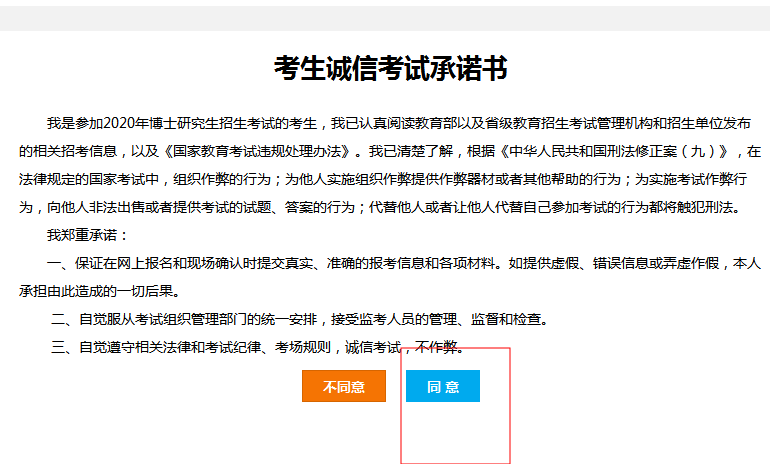 考生诚信考试承诺书
我是参加2020年博士研究生招生考试的考生，我已认真阅读教育部以及省级教育招生考试管理机构和招生单位发布
的相关招考信息，以及《国家教育考试违规处理办法》。我已清楚了解，根据《中华人民共和国刑法修正案（九）》，在
法律规定的国家考试中，组织作弊的行为；为他人实施组织作弊提供作弊器材或者其他帮助的行为；为实施考试作弊行
为，向他人非法出售或者提供考试的试题、答案的行为；代替他人或者让他人代替自己参加考试的行为都将触犯刑法。
我郑重承诺：
一、保证在网上报名和现场确认时提交真实、准确的报考信息和各项材料。如提供虚假、错误信息或弄虚作假，本人
承担由此造成的一切后果。
二、自觉服从考试组织管理部门的统一安排，接受监考人员的管理、监督和检查。
三、自觉遵守相关法律和考试纪律、考场规则，诚信考试，不作弊。
不同意 同 意